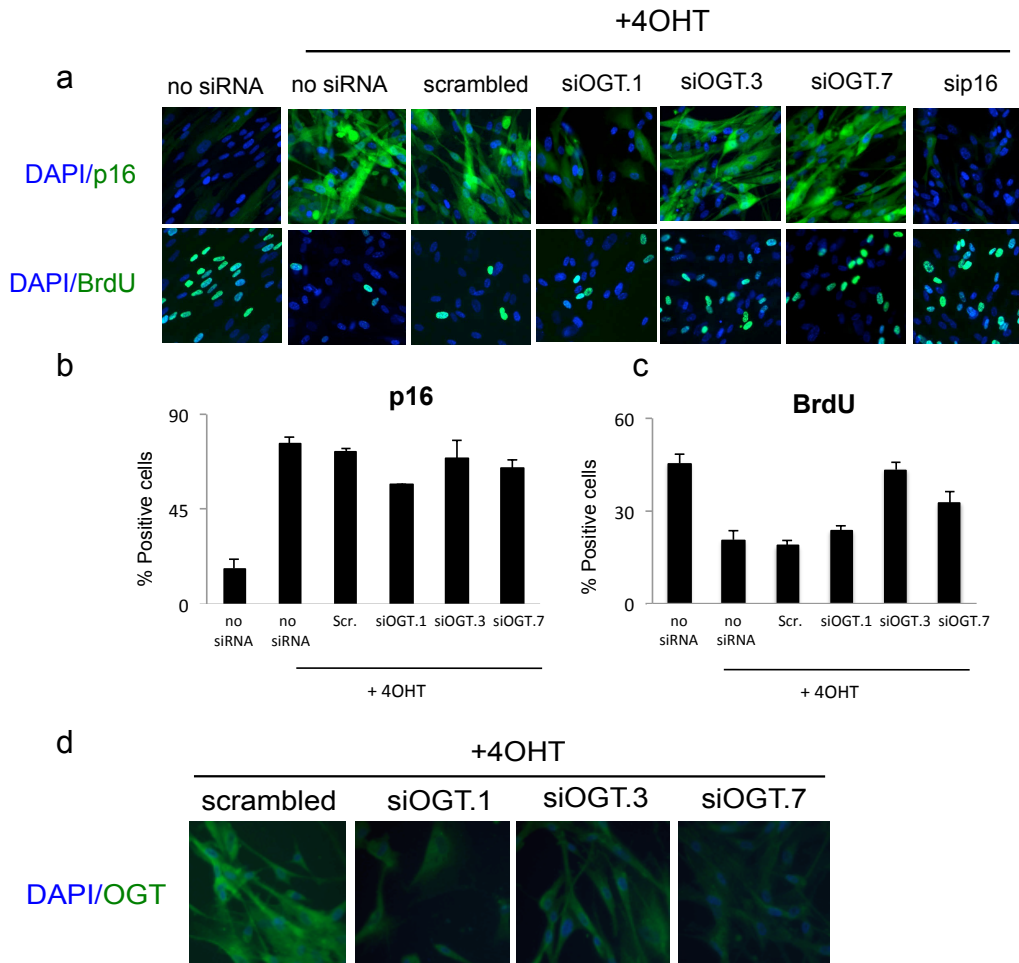 +4OHT
a
no siRNA no siRNA scrambled siOGT.1 siOGT.3 siOGT.7 sip16
DAPI/p16
DAPI/BrdU
b
p16
% Positive cells
90
45
0
no siRNA
no siRNA
Scr.
siOGT.1
siOGT.3
siOGT.7
+ 4OHT
c
BrdU
% Positive cells
60
30
0
no siRNA
no siRNA
Scr.
siOGT.1
siOGT.3
siOGT.7
+ 4OHT
d
+4OHT
scrambled siOGT.1 siOGT.3 siOGT.7
DAPI/OGT